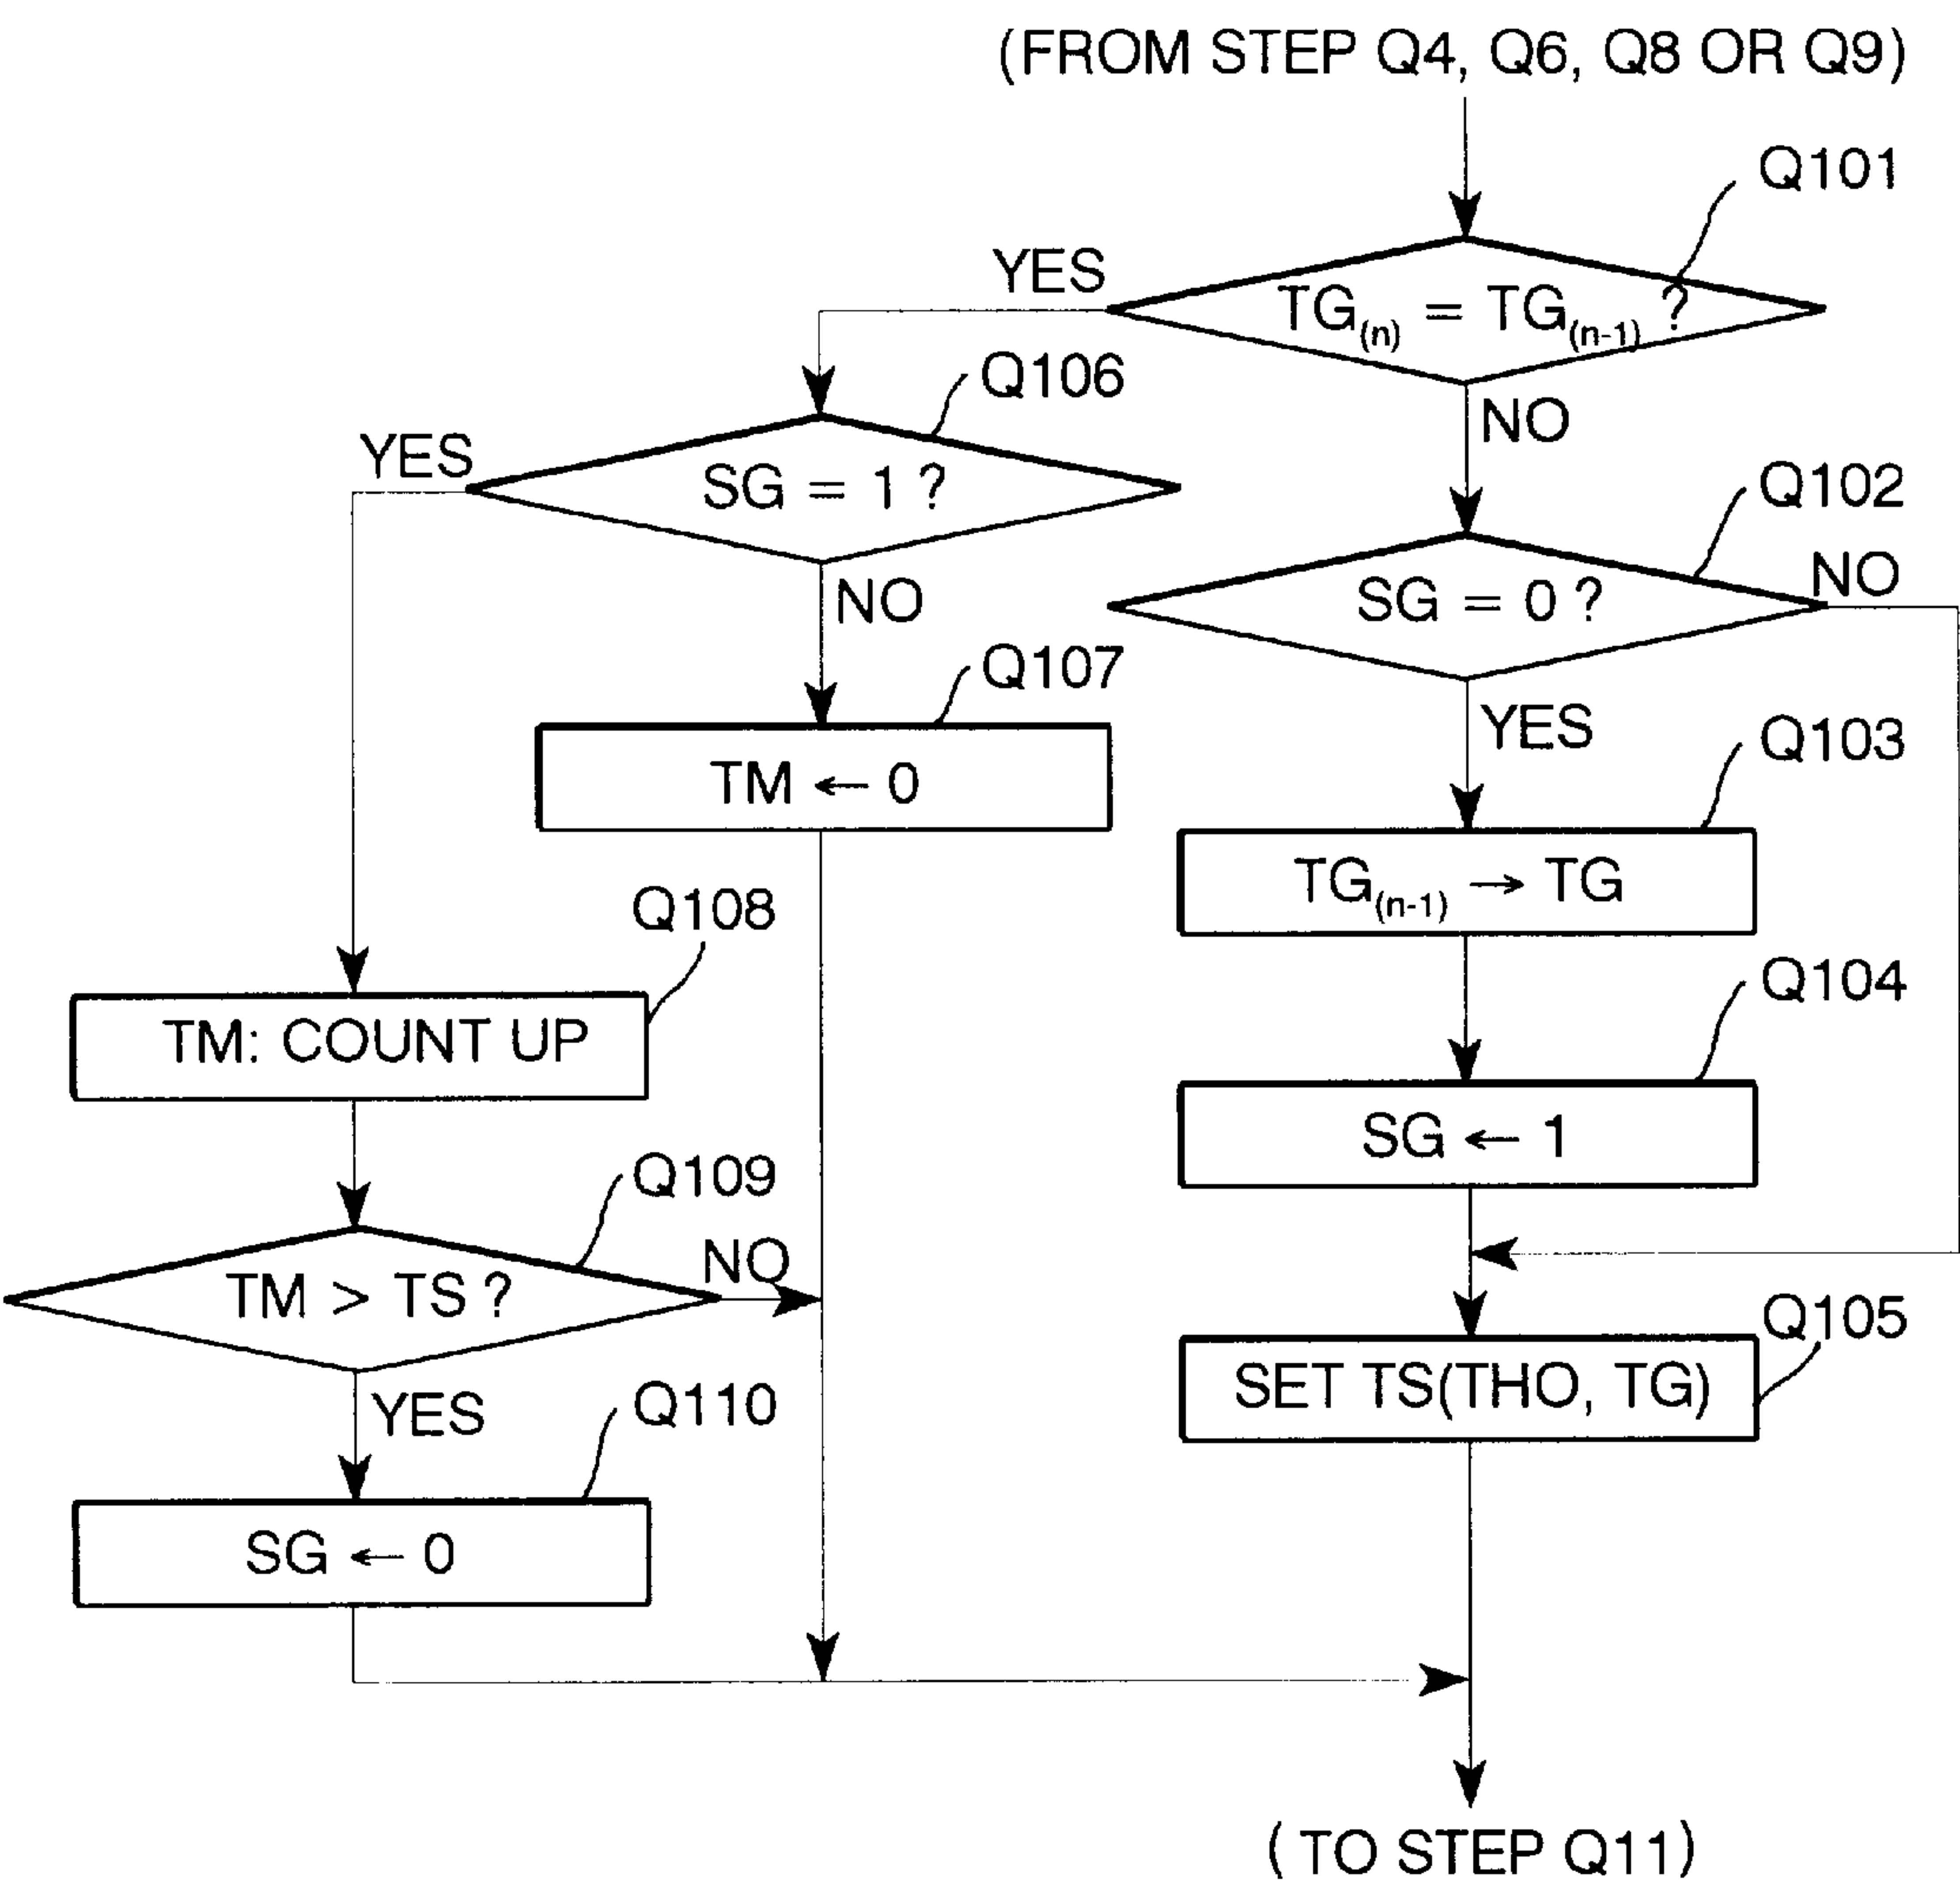 (FROM STEP Q4, Q6, Q8 OR Q9)
Q101
YES
TG(n) = TG(n-1) ?
Q106
NO
YES
SG = 1 ?
Q102
NO
SG = 0 ?
NO
Q107
YES
Q103
TM ← 0
TG(n-1) → TG
Q108
Q104
TM: COUNT UP
SG ← 1
Q109
NO
TM > TS ?
Q105
SET TS(THO, TG)
YES
Q110
SG ← 0
(TO STEP Q11)